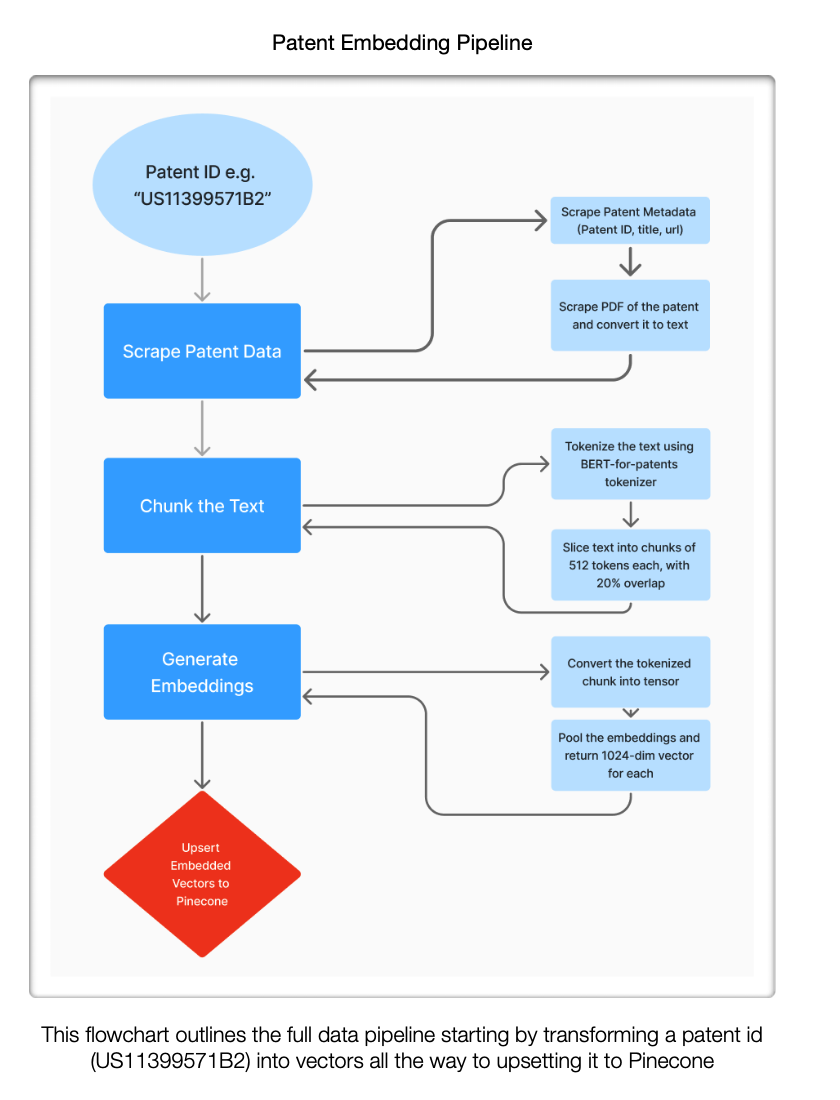 Patent Embedding Pipeline
Patent ID e.g.
“US11399571B2”
Scrape Patent Metadata
(Patent ID, title, url)
Scrape PDF of the patent
and convert it to text
Scrape Patent Data
Tokenize the text using
BERT-for-patents
tokenizer
Chunk the Text
Slice text into chunks of
512 tokens each, with
20% overlap
Generate
Embeddings
Convert the tokenized
chunk into tensor
Pool the embeddings and
return 1024-dim vector
for each
Upsert
Embedded
Vectors to
Pinecone
This flowchart outlines the full data pipeline starting by transforming a patent id
(US11399571B2) into vectors all the way to upsetting it to Pinecone